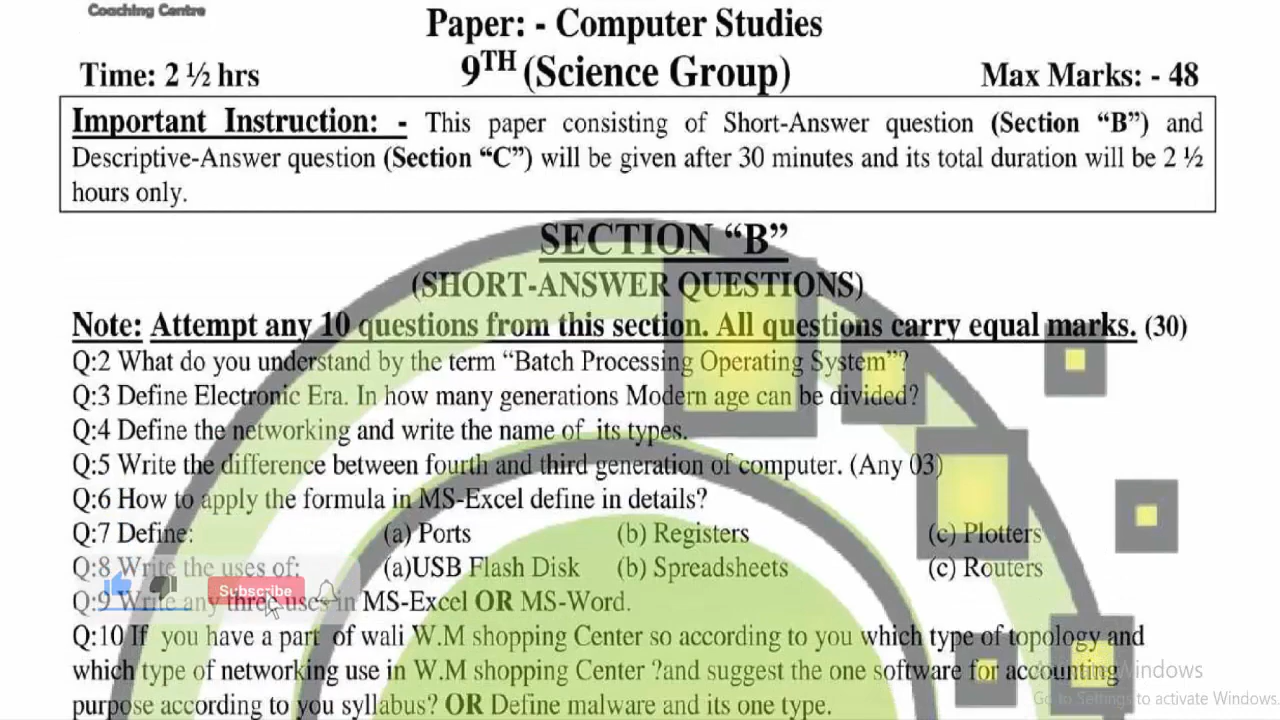 Coaching Centre
Paper: - Computer Studies
Time: 2 ½ hrs 9TH (Science Group) Max Marks: - 48
Important Instruction: - This paper consisting of Short-Answer question (Section “B”) and
Descriptive-Answer question (Section “C”) will be given after 30 minutes and its total duration will be 2 ½
hours only.
SECTION “B”
(SHORT-ANSWER QUESTIONS)
Note: Attempt any 10 questions from this section. All questions carry equal marks. (30)
Q:2 What do you understand by the term “Batch Processing Operating System”?
Q:3 Define Electronic Era. In how many generations Modern age can be divided?
Q:4 Define the networking and write the name of its types.
Q:5 Write the difference between fourth and third generation of computer. (Any 03)
Q:6 How to apply the formula in MS-Excel define in details?
Q:7 Define: (a) Ports (b) Registers (c) Plotters
Q:8 Write the uses of: (a)USB Flash Disk (b) Spreadsheets (c) Routers
Subscribe
Q:9 Write any three uses in MS-Excel OR MS-Word.
Q:10 If you have a part of wali W.M shopping Center so according to you which type of topology and
which type of networking use in W.M shopping Center ?and suggest the one software for accounting
purpose according to you syllabus? OR Define malware and its one type.
Activate Windows
Go to Settings to activate Windows.